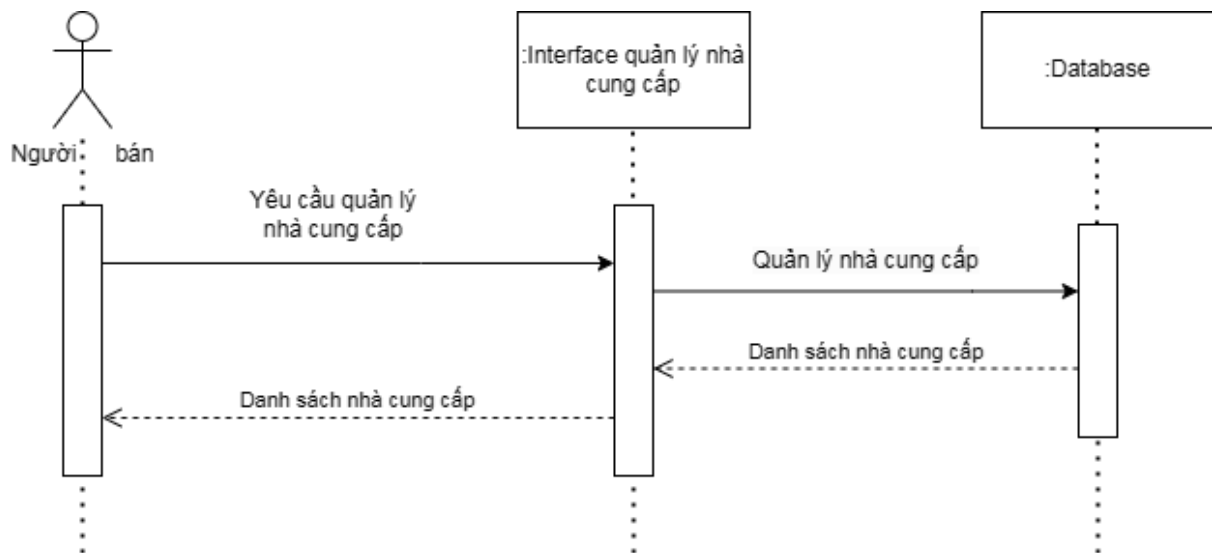 :Interface quản lý nhà
cung cấp
:Database
Người bán
Yêu cầu quản lý
nhà cung cấp
Quản lý nhà cung cấp
Danh sách nhà cung cấp
Danh sách nhà cung cấp